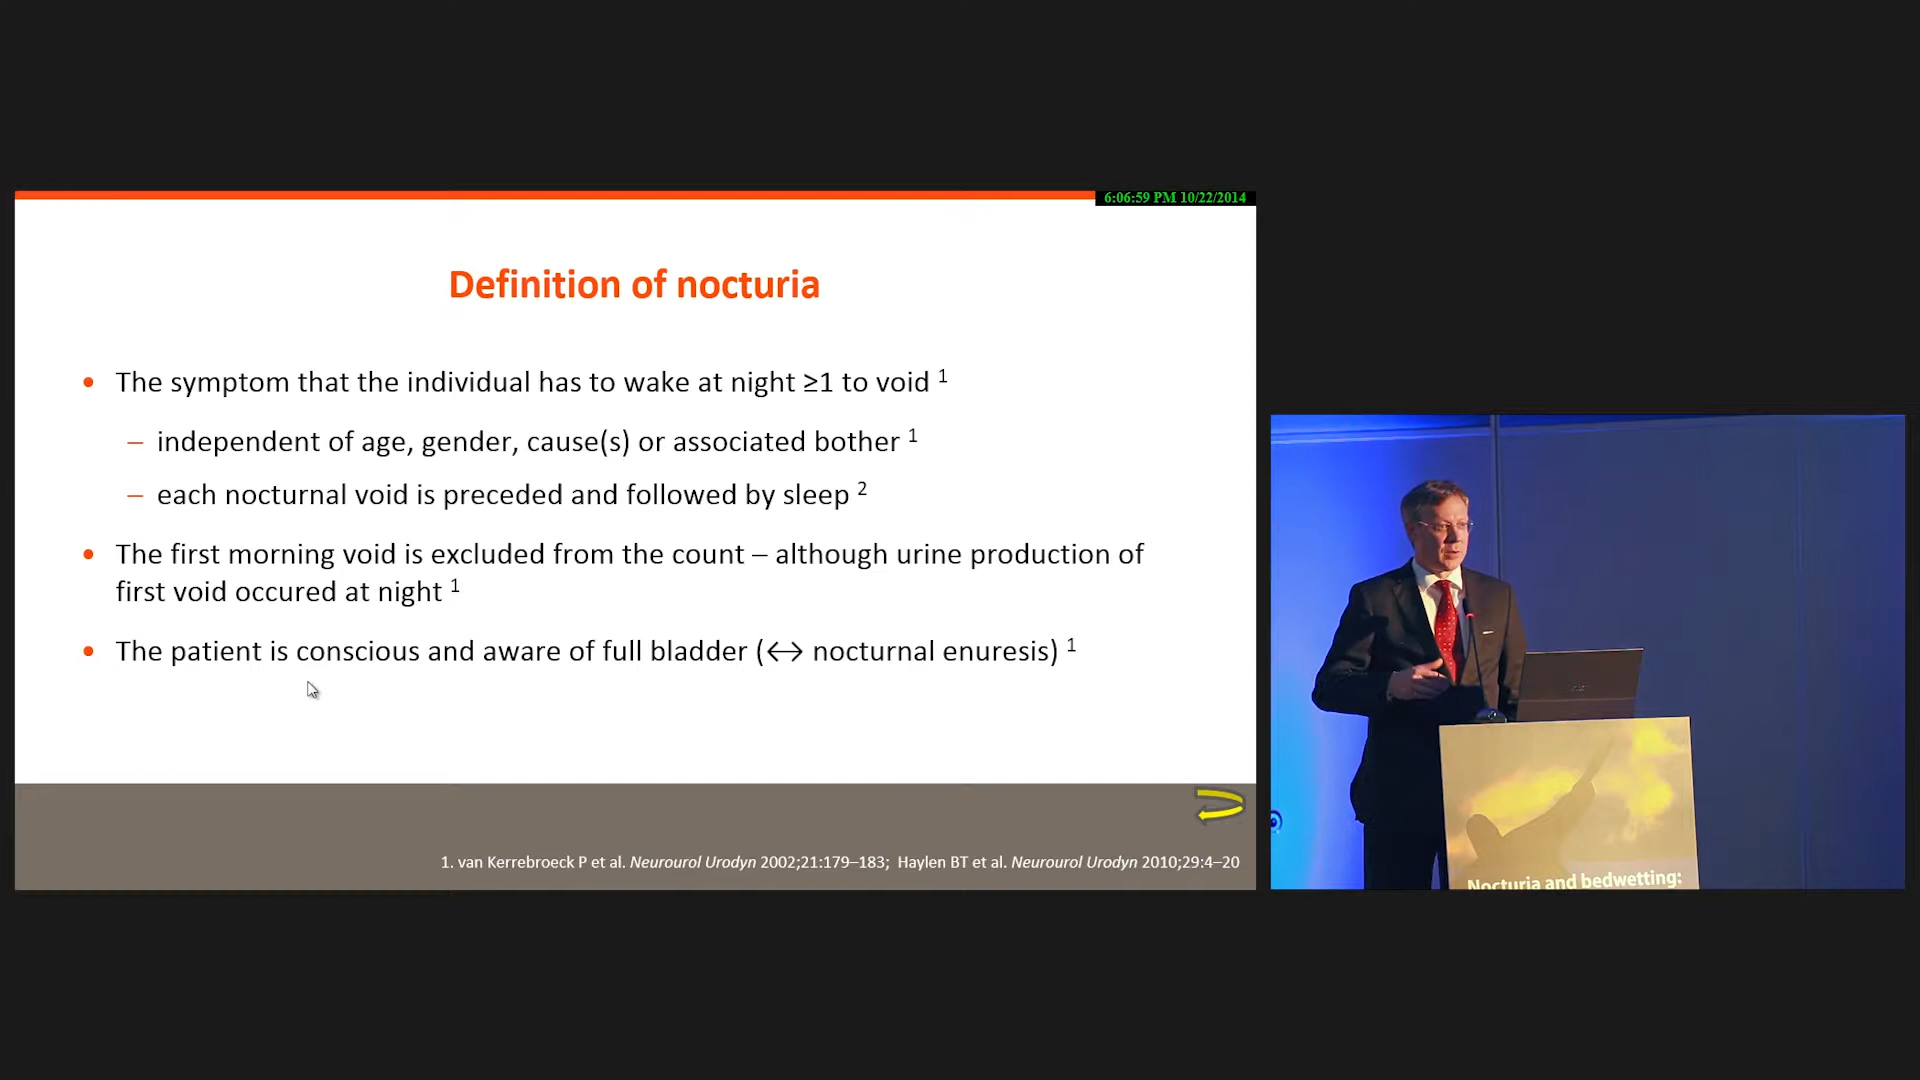 6:06:59 PM 10/22/2014
Definition of nocturia
• The symptom that the individual has to wake at night ≥1 to void 1
– independent of age, gender, cause(s) or associated bother 1
– each nocturnal void is preceded and followed by sleep 2
• The first morning void is excluded from the count – although urine production of
first void occured at night 1
• The patient is conscious and aware of full bladder (↔ nocturnal enuresis) 1
1. van Kerrebroeck P et al. Neurourol Urodyn 2002;21:179–183; Haylen BT et al. Neurourol Urodyn 2010;29:4–20
Nocturia and bedwetting: